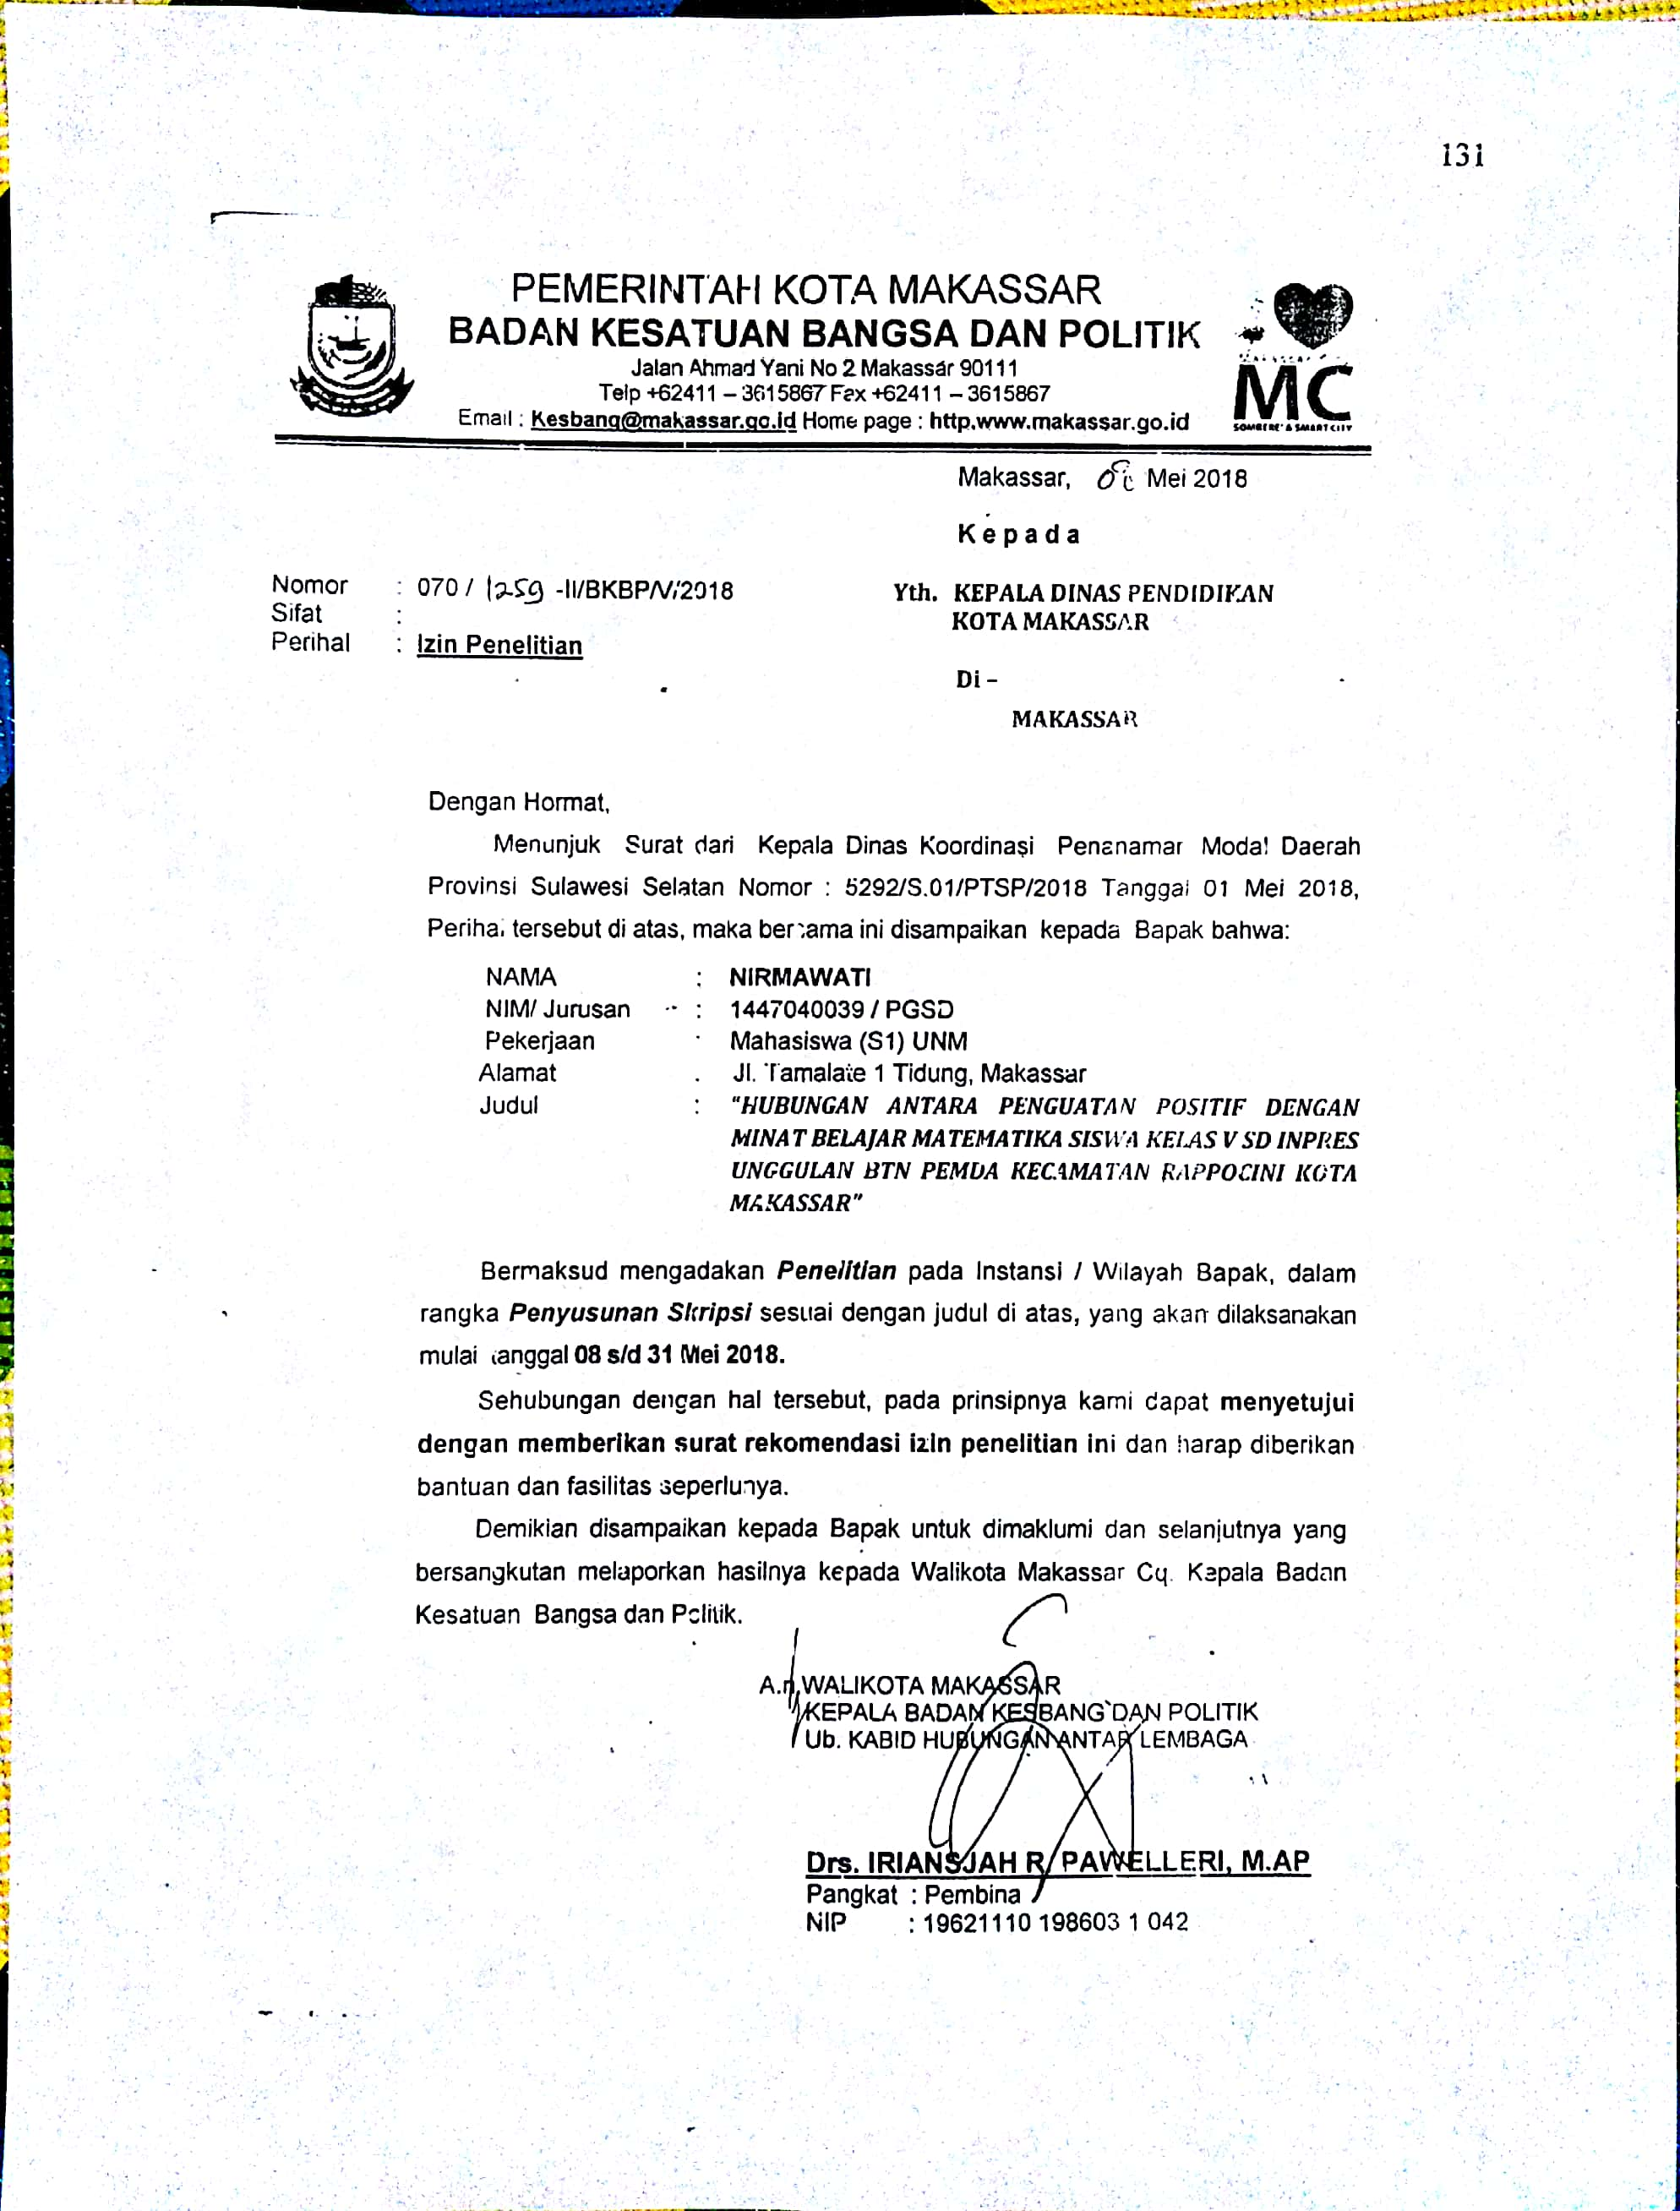 131
PEMERINTAH KOTA MAKASSAR
BADAN KESATUAN BANGSA DAN POLITIK
Jalan Ahmad Yani No 2 Makassar 90111
Telp +62411 – 3615867 Fax +62411 – 3615867
Email : Kesbang@makassar.go.id Home page : http.www.makassar.go.id
MC
SOMBERE' & SMART CITY
Makassar, Mei 2018
Kepada
Nomor : 070 / 1259 -II/BKBP/V/2018
Sifat :
Perihal : Izin Penelitian
Yth. KEPALA DINAS PENDIDIKAN
KOTA MAKASSAR
Di –
MAKASSAR
Dengan Hormat,
Menunjuk Surat dari Kepala Dinas Koordinasi Penanamar Modal Daerah
Provinsi Sulawesi Selatan Nomor : 5292/S.01/PTSP/2018 Tanggal 01 Mei 2018,
Perihal tersebut di atas, maka bersama ini disampaikan kepada Bapak bahwa:
NAMA : NIRMAWATI
NIM/ Jurusan : 1447040039 / PGSD
Pekerjaan : Mahasiswa (S1) UNM
Alamat : Jl. Tamalate 1 Tidung, Makassar
Judul : "HUBUNGAN ANTARA PENGUATAN POSITIF DENGAN
MINAT BELAJAR MATEMATIKA SISWA KELAS V SD INPRES
UNGGULAN BTN PEMDA KECAMATAN RAPPOCINI KOTA
MAKASSAR"
Bermaksud mengadakan Penelitian pada Instansi / Wilayah Bapak, dalam
rangka Penyusunan Skripsi sesuai dengan judul di atas, yang akan dilaksanakan
mulai tanggal 08 s/d 31 Mei 2018.
Sehubungan dengan hal tersebut, pada prinsipnya kami dapat menyetujui
dengan memberikan surat rekomendasi izin penelitian ini dan harap diberikan
bantuan dan fasilitas seperlunya.
Demikian disampaikan kepada Bapak untuk dimaklumi dan selanjutnya yang
bersangkutan melaporkan hasilnya kepada Walikota Makassar Cq. Kepala Badan
Kesatuan Bangsa dan Politik.
A.n WALIKOTA MAKASSAR
KEPALA BADAN KESBANG DAN POLITIK
Ub. KABID HUBUNGAN ANTAR LEMBAGA
Drs. IRIANSJAH R PAWELLERI, M.AP
Pangkat : Pembina
NIP : 19621110 198603 1 042